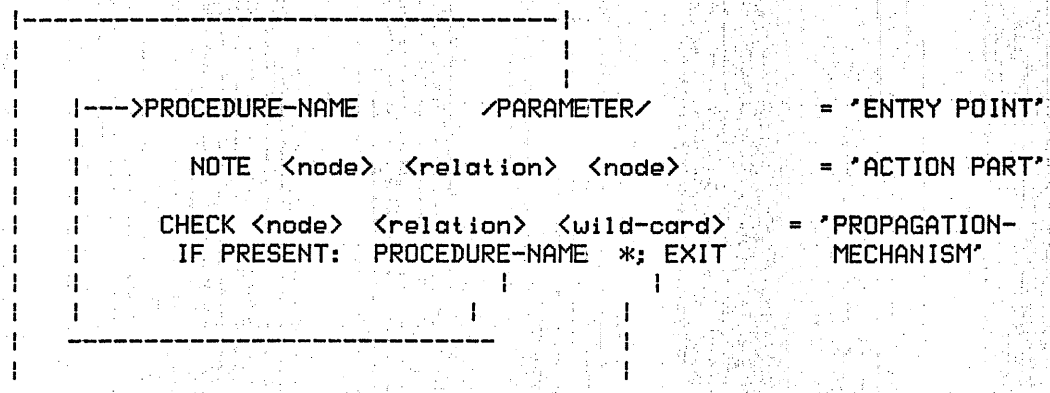 --->PROCEDURE-NAME /PARAMETER/ = "ENTRY POINT"
NOTE <node> <relation> <node> = "ACTION PART"
CHECK <node> <relation> <wild-card> = "PROPAGATION-
IF PRESENT: PROCEDURE-NAME *; EXIT MECHANISM"